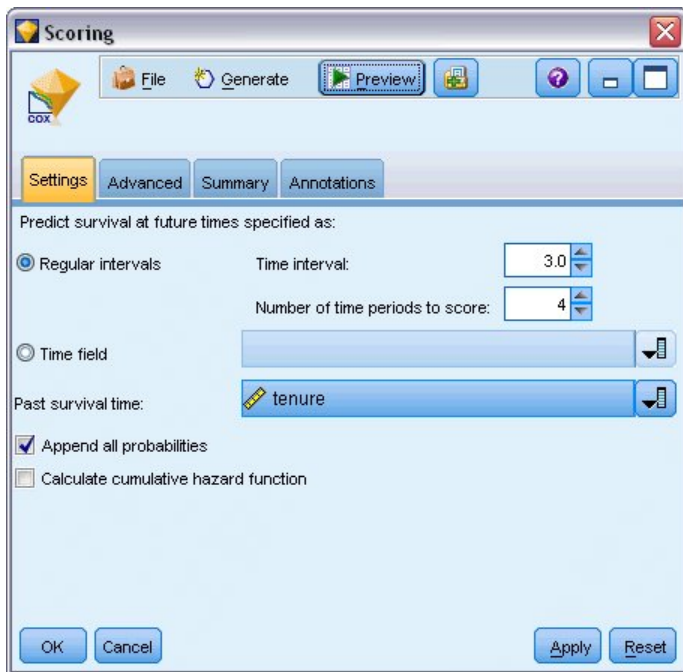 Scoring
File Generate Preview
COX
Settings Advanced Summary Annotations
Predict survival at future times specified as:
Regular intervals Time interval: 3.0
Number of time periods to score: 4
Time field
Past survival time: tenure
Append all probabilities
Calculate cumulative hazard function
OK Cancel Apply Reset